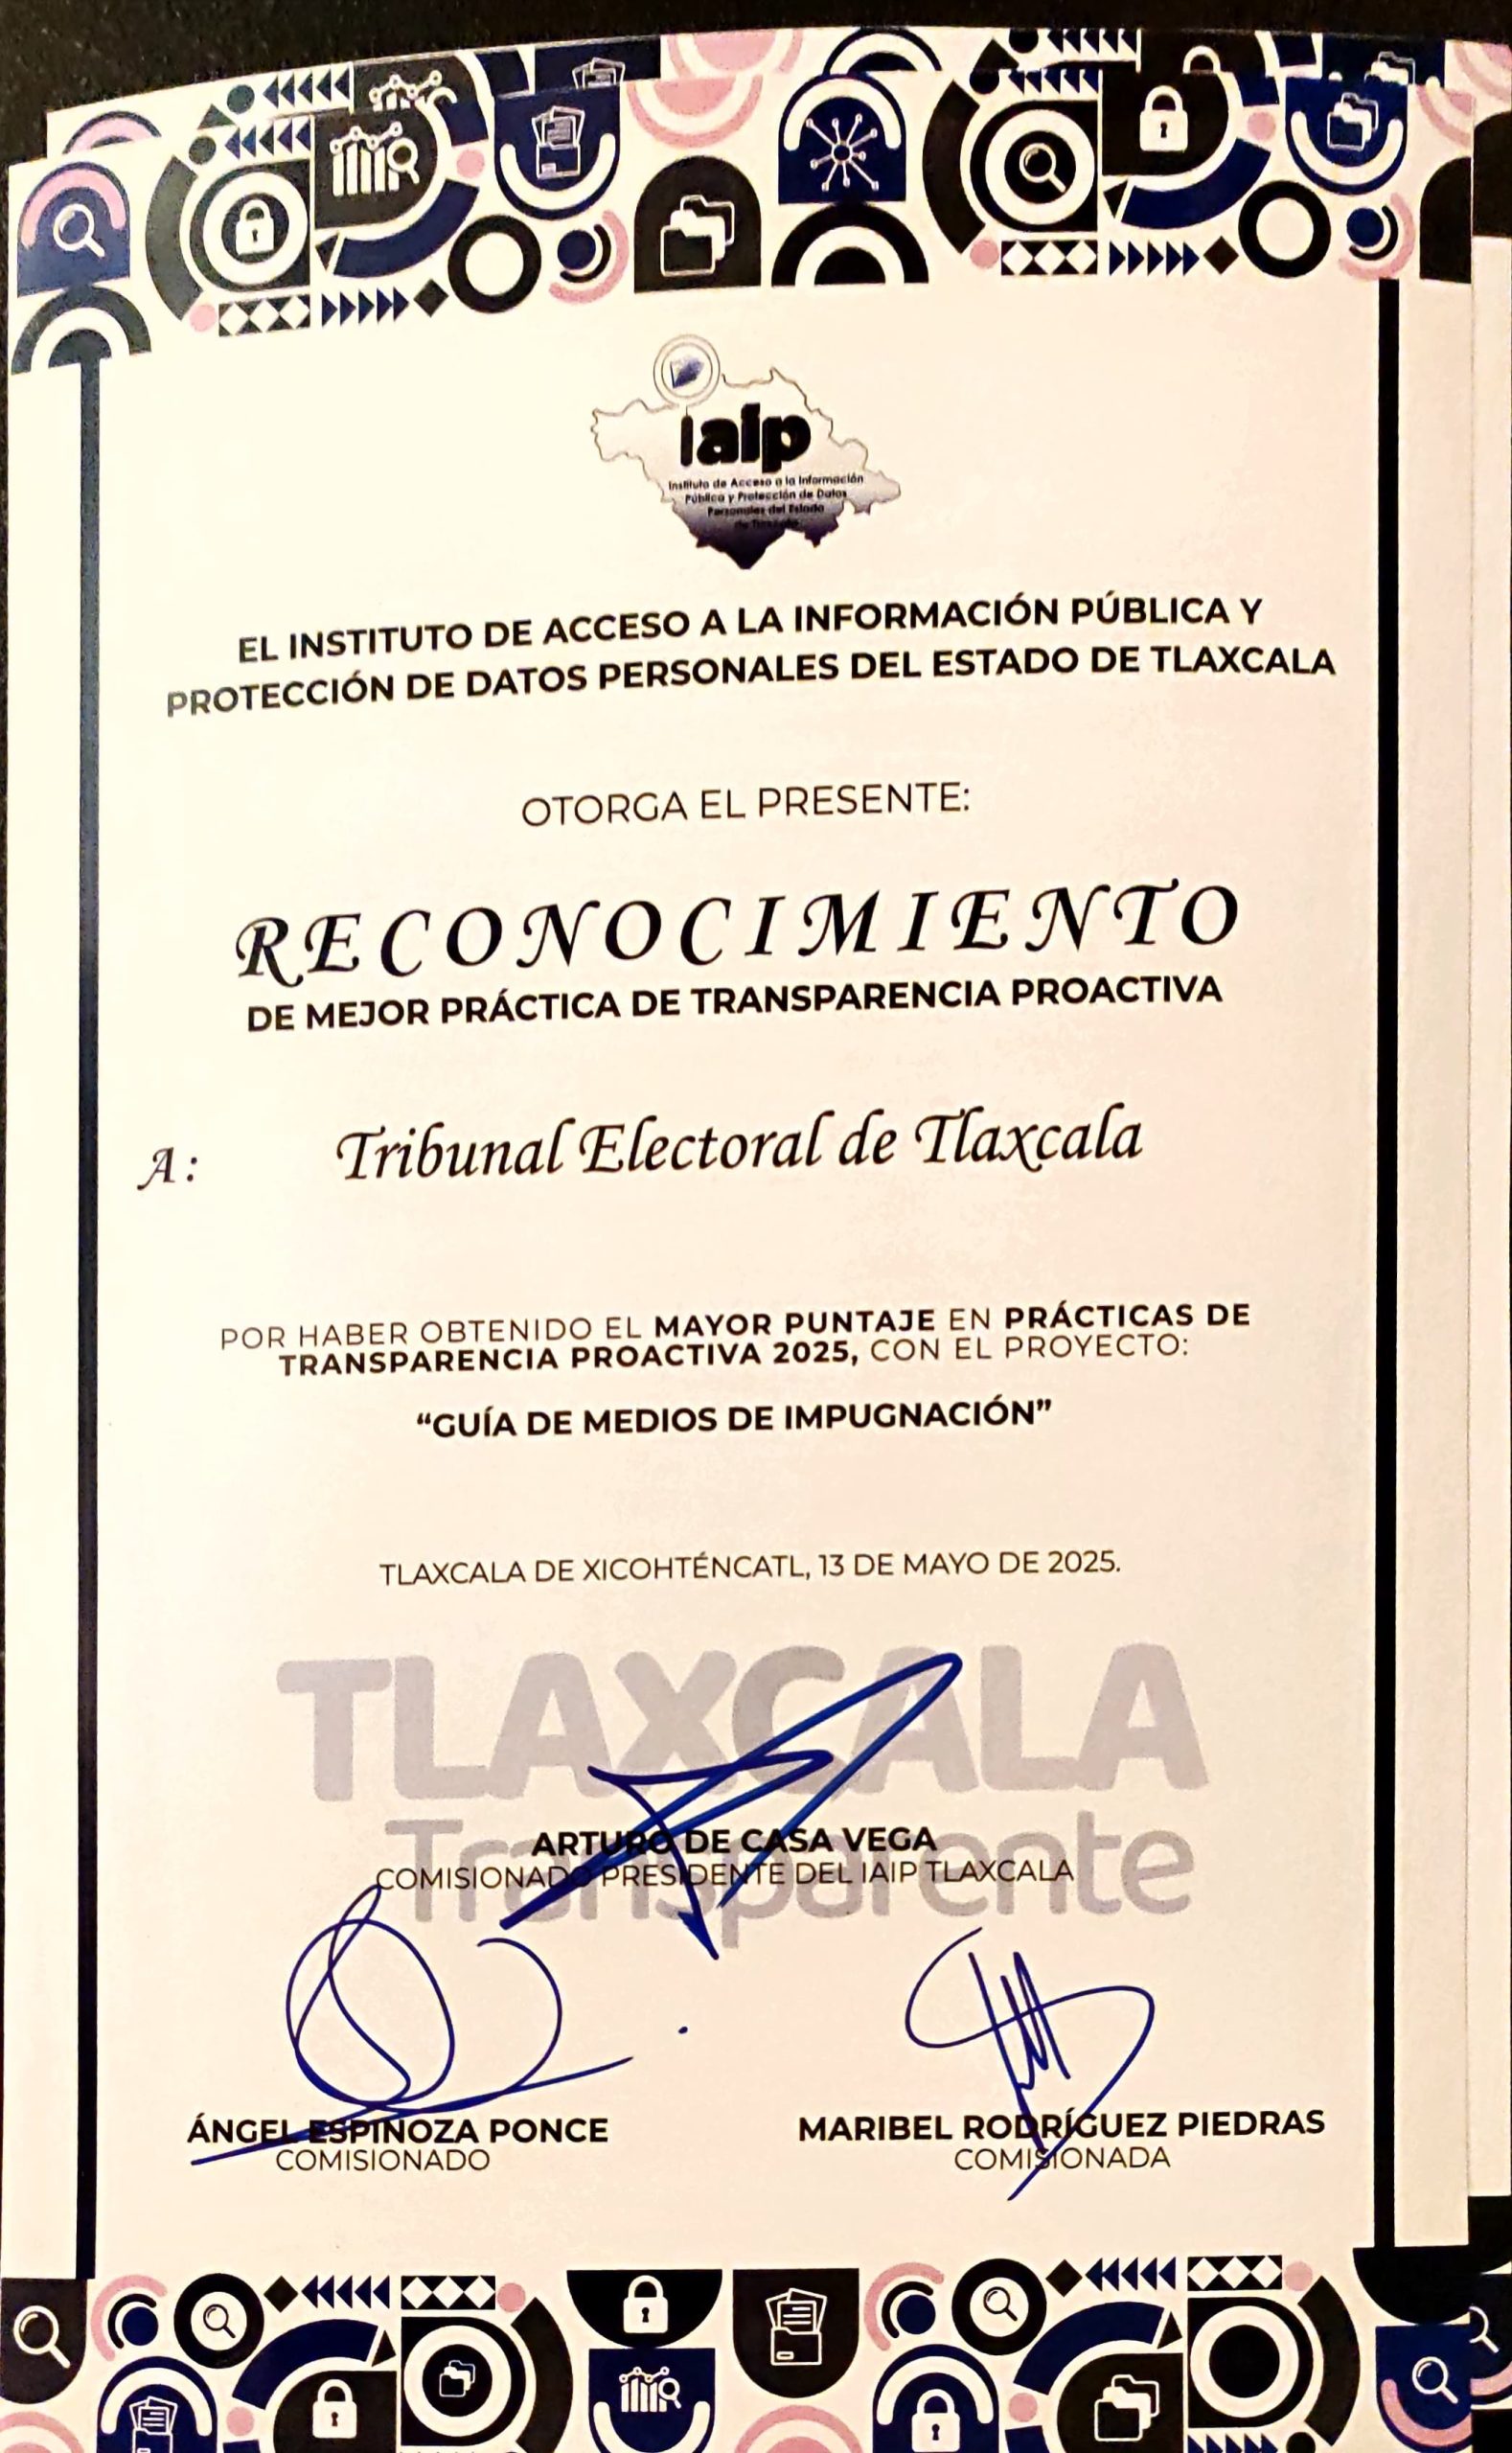 iaip
Instituto de Acceso a la Información
Pública y Protección de Datos
Personales del Estado
de Tlaxcala
EL INSTITUTO DE ACCESO A LA INFORMACIÓN PÚBLICA Y
PROTECCIÓN DE DATOS PERSONALES DEL ESTADO DE TLAXCALA
OTORGA EL PRESENTE:
RECONOCIMIENTO
DE MEJOR PRÁCTICA DE TRANSPARENCIA PROACTIVA
A: Tribunal Electoral de Tlaxcala
POR HABER OBTENIDO EL MAYOR PUNTAJE EN PRÁCTICAS DE
TRANSPARENCIA PROACTIVA 2025, CON EL PROYECTO:
“GUÍA DE MEDIOS DE IMPUGNACIÓN”
TLAXCALA DE XICOHTÉNCATL, 13 DE MAYO DE 2025.
TLAXCALA
Transparente
ARTURO DE CASA VEGA
COMISIONADO PRESIDENTE DEL IAIP TLAXCALA
ÁNGEL ESPINOZA PONCE
COMISIONADO
MARIBEL RODRÍGUEZ PIEDRAS
COMISIONADA